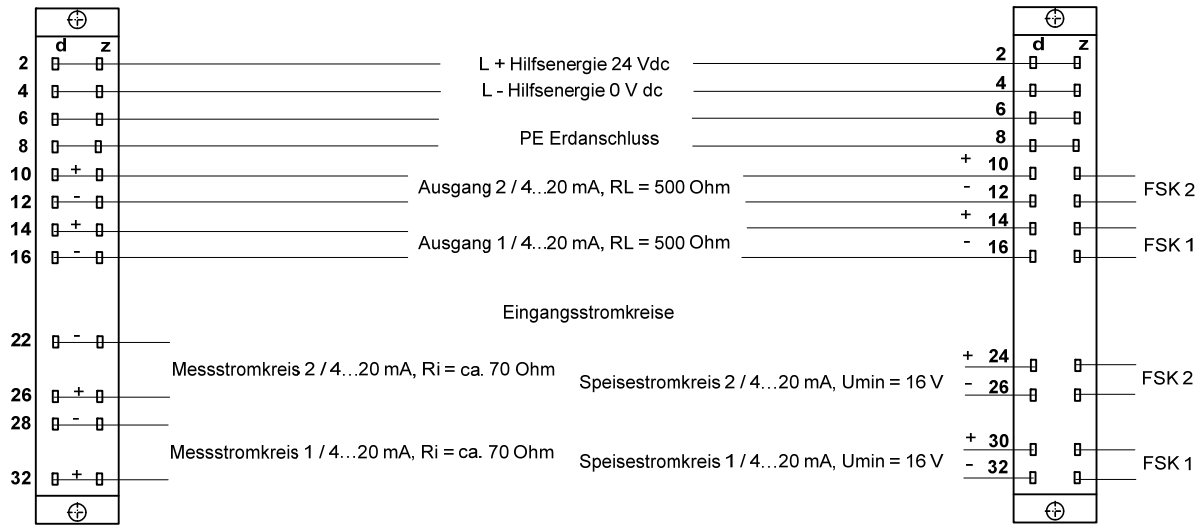 d z d z
2 L + Hilfsenergie 24 Vdc 2
4 L - Hilfsenergie 0 V dc 4
6 6
8 PE Erdanschluss 8
10 + + 10
Ausgang 2 / 4...20 mA, RL = 500 Ohm FSK 2
12 - - 12
14 + + 14
Ausgang 1 / 4...20 mA, RL = 500 Ohm FSK 1
16 - - 16
Eingangsstromkreise
22 -
Messstromkreis 2 / 4...20 mA, Ri = ca. 70 Ohm
26 +
28 -
Messstromkreis 1 / 4...20 mA, Ri = ca. 70 Ohm
32 +
+ 24
Speisestromkreis 2 / 4...20 mA, Umin = 16 V FSK 2
- 26
+ 30
Speisestromkreis 1 / 4...20 mA, Umin = 16 V FSK 1
- 32